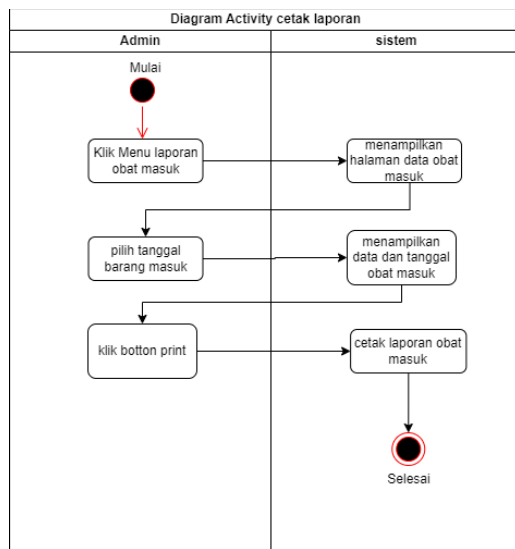 Diagram Activity cetak laporan
Admin
sistem
Mulai
Klik Menu laporan
obat masuk
menampilkan
halaman data obat
masuk
pilih tanggal
barang masuk
menampilkan
data dan tanggal
obat masuk
klik botton print
cetak laporan obat
masuk
Selesai